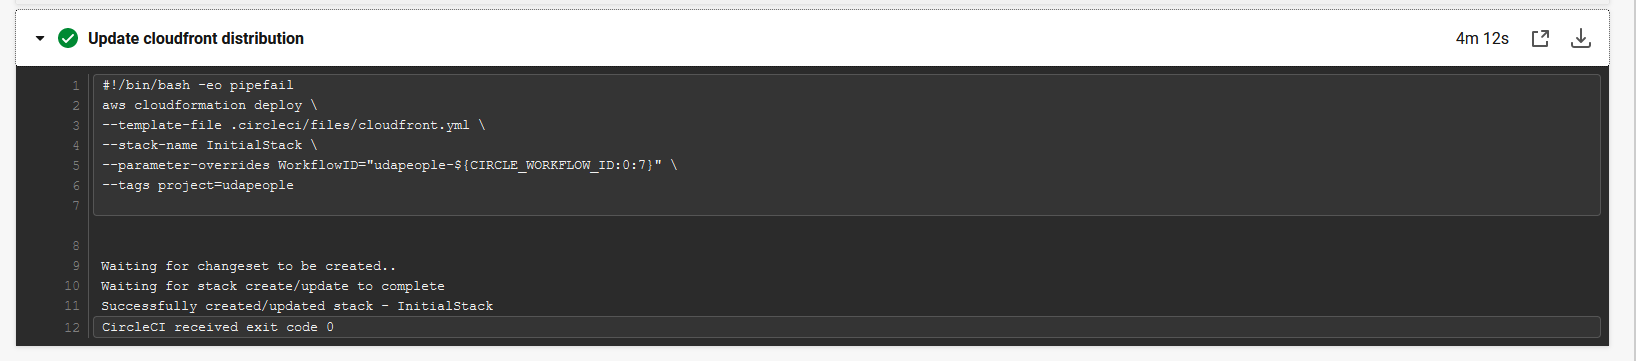 Update cloudfront distribution 4m 12s
1 #!/bin/bash -eo pipefail
2 aws cloudformation deploy \
3 --template-file .circleci/files/cloudfront.yml \
4 --stack-name InitialStack \
5 --parameter-overrides WorkflowID="udapeople-${CIRCLE_WORKFLOW_ID:0:7}" \
6 --tags project=udapeople
7
8
9 Waiting for changeset to be created..
10 Waiting for stack create/update to complete
11 Successfully created/updated stack - InitialStack
12 CircleCI received exit code 0